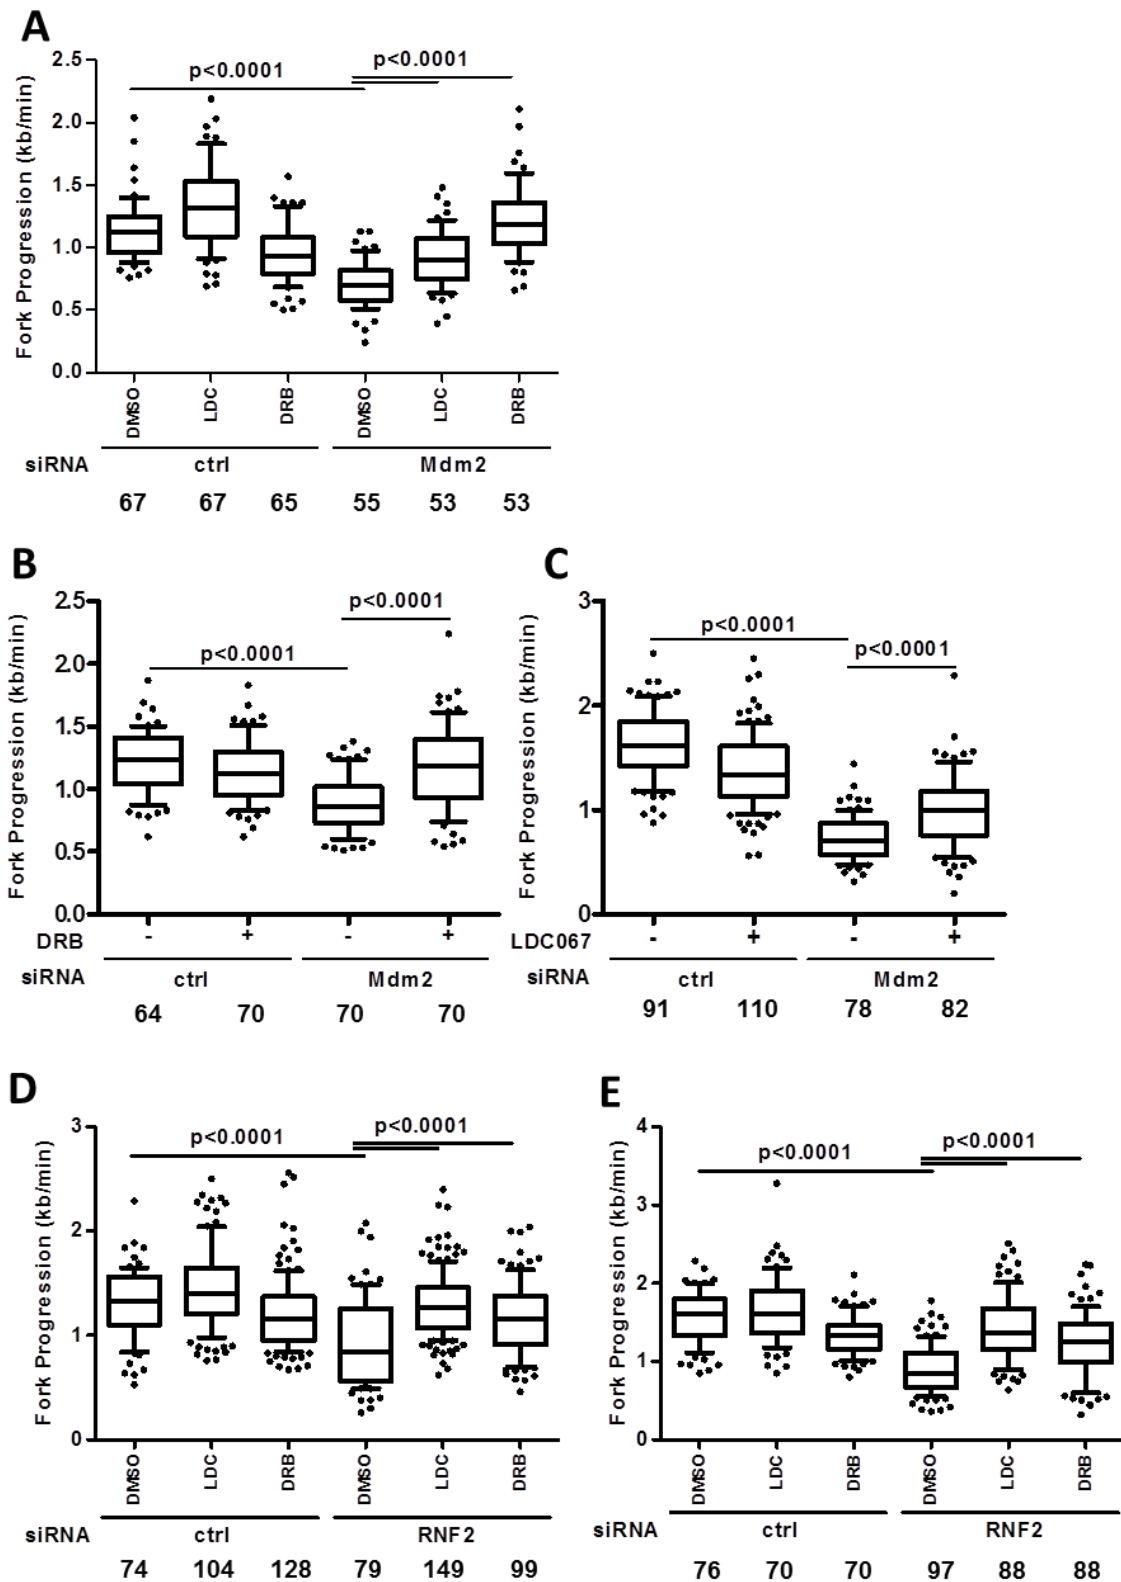 A
Fork Progression (kb/min)
2.5
2.0
1.5
1.0
0.5
0.0
p<0.0001
p<0.0001
DMSO LDC DRB DMSO LDC DRB
siRNA ctrl Mdm2
67 67 65 55 53 53
B
Fork Progression (kb/min)
2.5
2.0
1.5
1.0
0.5
0.0
p<0.0001
p<0.0001
DRB - + - +
siRNA ctrl Mdm2
64 70 70 70
C
Fork Progression (kb/min)
3
2
1
0
p<0.0001
p<0.0001
LDC067 - + - +
siRNA ctrl Mdm2
91 110 78 82
D
Fork Progression (kb/min)
3
2
1
0
p<0.0001
p<0.0001
DMSO LDC DRB DMSO LDC DRB
siRNA ctrl RNF2
74 104 128 79 149 99
E
Fork Progression (kb/min)
4
3
2
1
0
p<0.0001
p<0.0001
DMSO LDC DRB DMSO LDC DRB
siRNA ctrl RNF2
76 70 70 97 88 88